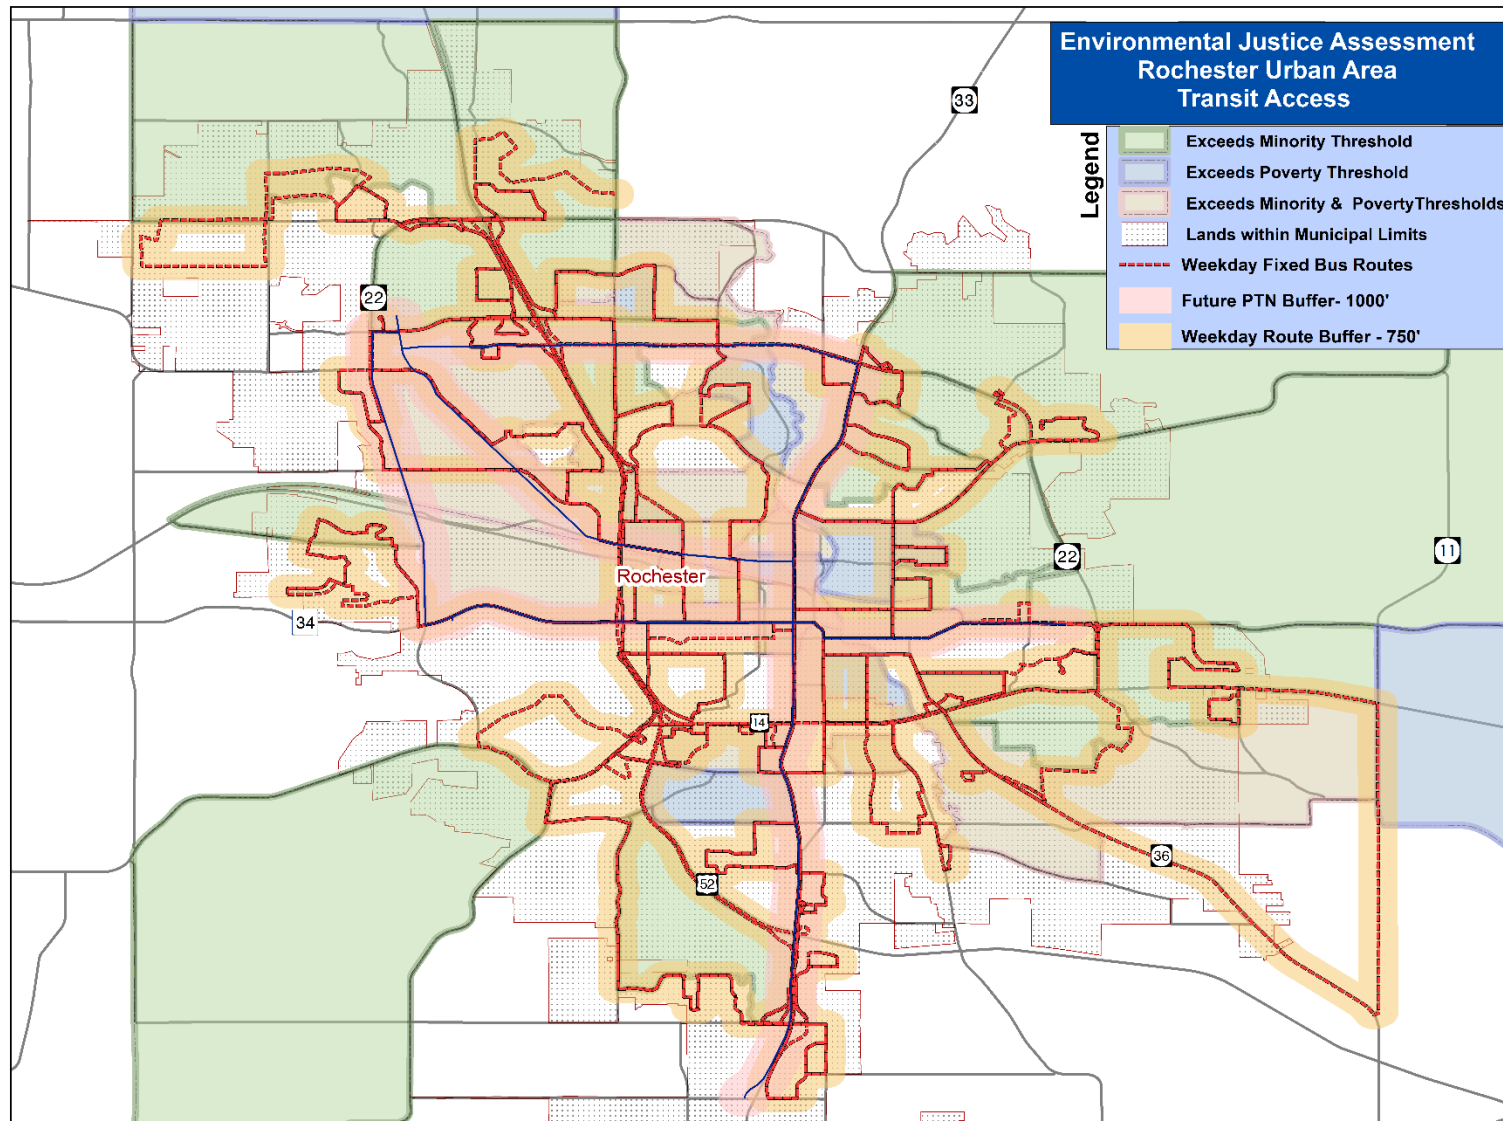 Environmental Justice Assessment
Rochester Urban Area
Transit Access
Legend
Exceeds Minority Threshold
Exceeds Poverty Threshold
Exceeds Minority & PovertyThresholds
Lands within Municipal Limits
Weekday Fixed Bus Routes
Future PTN Buffer- 1000'
Weekday Route Buffer - 750'
33
22
11
22
Rochester
34
14
36
52